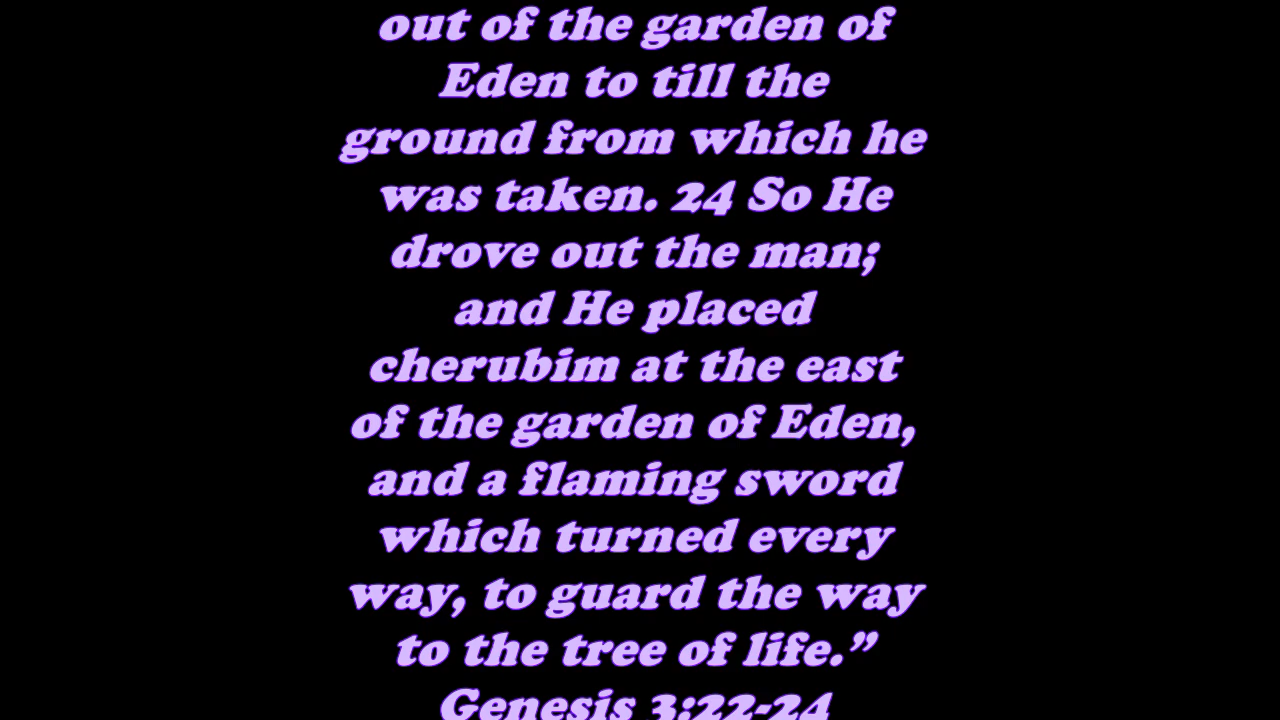 out of the garden of
Eden to till the
ground from which he
was taken. 24 So He
drove out the man;
and He placed
cherubim at the east
of the garden of Eden,
and a flaming sword
which turned every
way, to guard the way
to the tree of life.”
Genesis 3:22-24